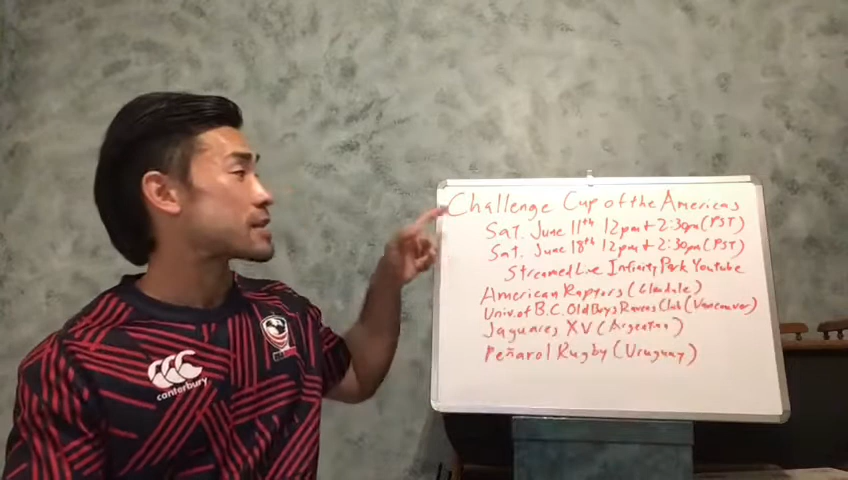 Challenge Cup of the Americas
Sat. June 11th 12pm + 2:30pm (PST)
Sat. June 18th 12pm + 2:30pm (PST)
Streamed Live Infinity Park Youtube
American Raptors (Glendale)
Univ. of B.C. Old Boys Ravens Club (Vancouver)
Jaguares XV (Argentina)
Peñarol Rugby (Uruguay)
canterbury